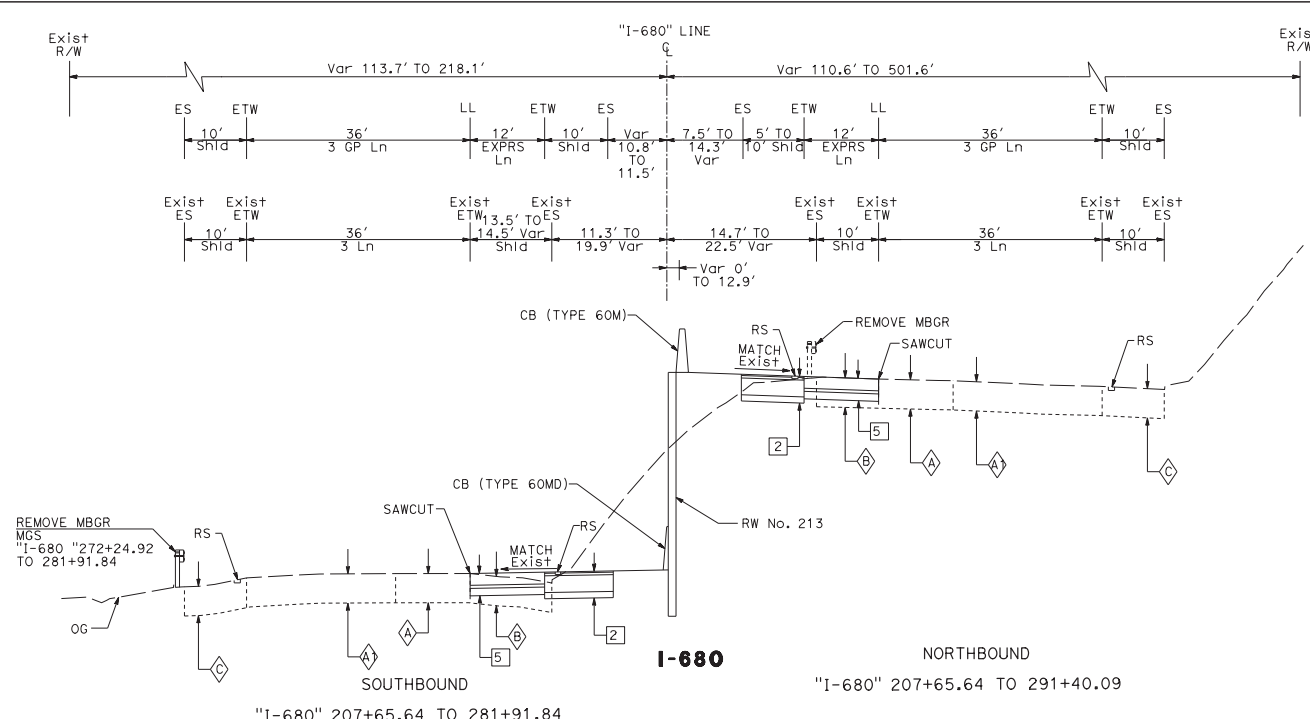 "I-680" LINE
Exist
R/W
℄
Exist
R/W
Var 113.7' TO 218.1'
Var 110.6' TO 501.6'
ES
ETW
LL
ETW
ES
ES
ETW
LL
ETW
ES
10'
Shld
36'
3 GP Ln
12'
EXPRS
Ln
10'
Shld
Var
10.8'
TO
11.5'
7.5' TO
14.3'
Var
5' TO
10' Shld
12'
EXPRS
Ln
36'
3 GP Ln
10'
Shld
Exist
ES
Exist
ETW
Exist
ETW
Exist
ES
Exist
ES
Exist
ETW
Exist
ETW
Exist
ES
10'
Shld
36'
3 Ln
13.5' TO
14.5' Var
Shld
11.3' TO
19.9' Var
14.7' TO
22.5' Var
10'
Shld
36'
3 Ln
10'
Shld
Var 0'
TO 12.9'
CB (TYPE 60M)
RS
REMOVE MBGR
MATCH
Exist
SAWCUT
RS
2
5
B
A
A1
C
CB (TYPE 60MD)
SAWCUT
RS
RW No. 213
REMOVE MBGR
MGS
"I-680 "272+24.92
TO 281+91.84
RS
MATCH
Exist
OG
C
A1
A
5
B
2
I-680
SOUTHBOUND
"I-680" 207+65.64 TO 281+91.84
NORTHBOUND
"I-680" 207+65.64 TO 291+40.09